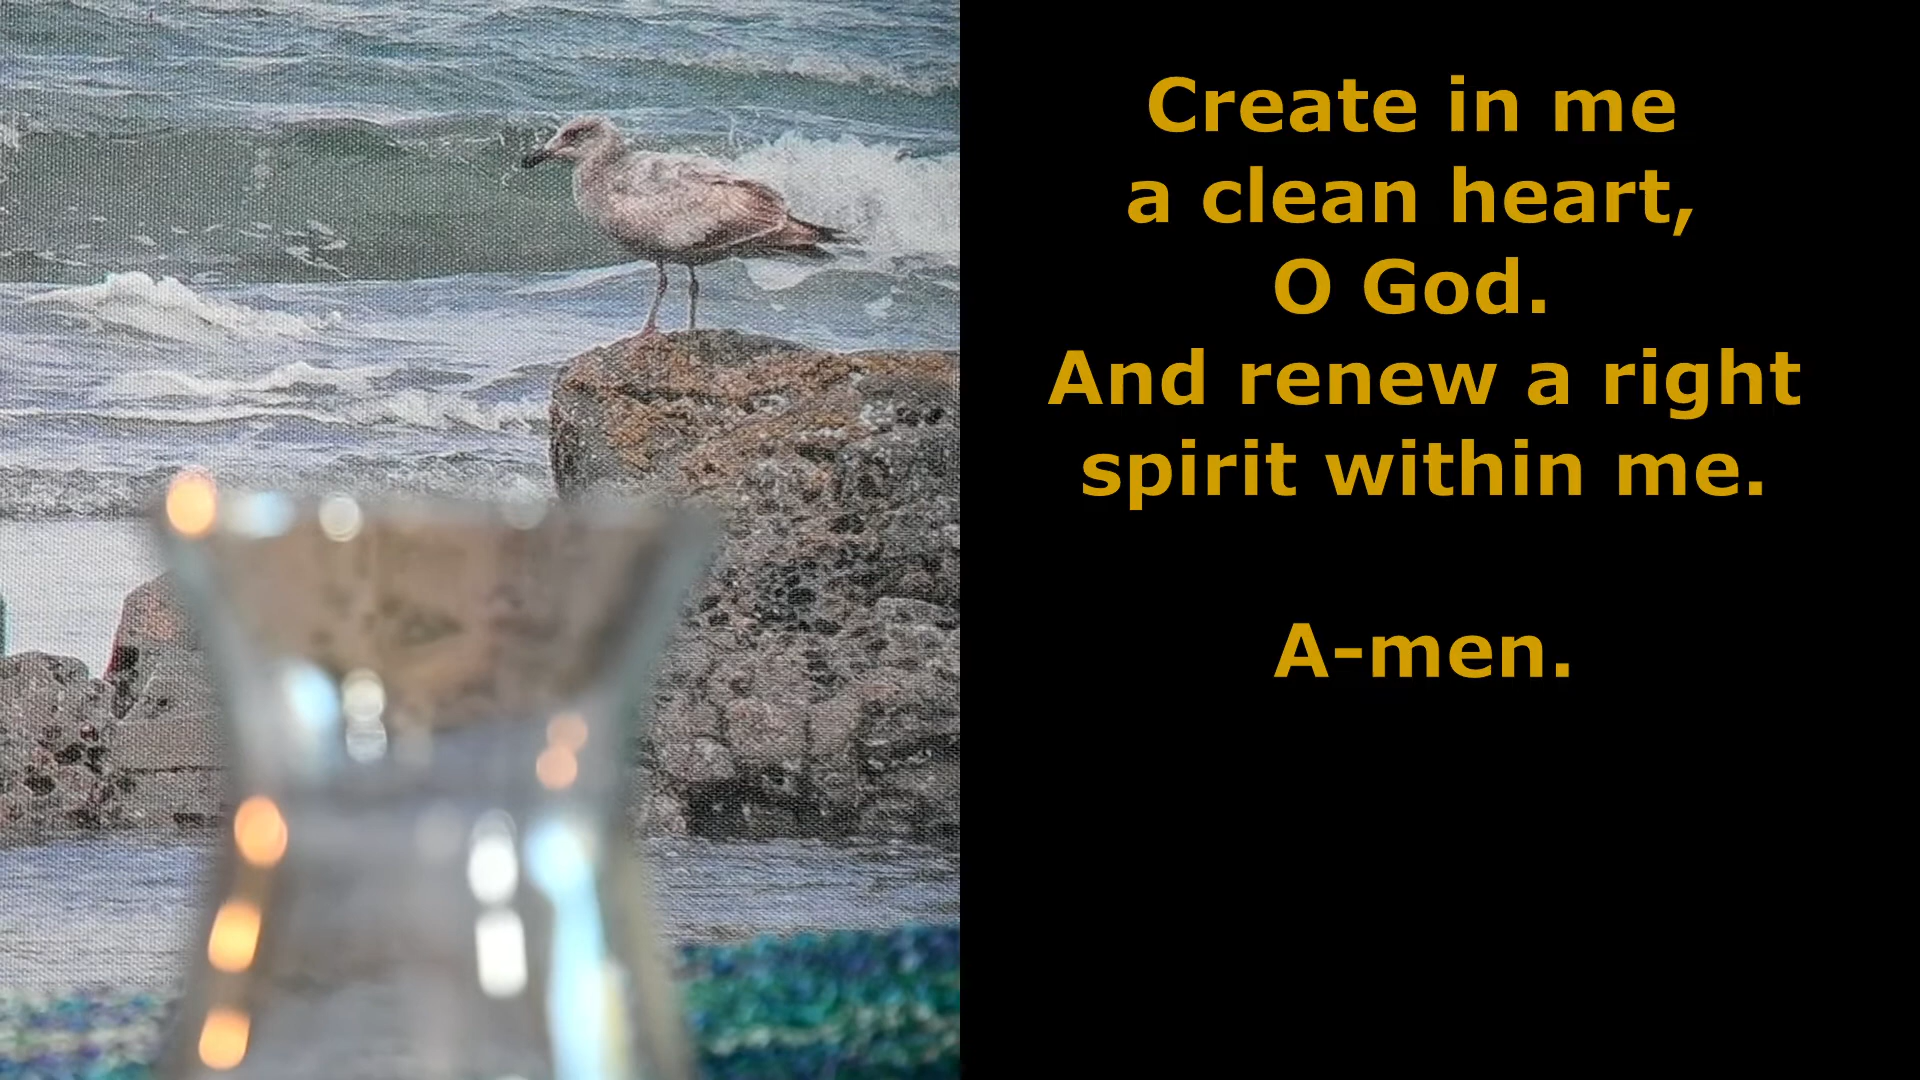 Create in me
a clean heart,
O God.
And renew a right
spirit within me.
A-men.